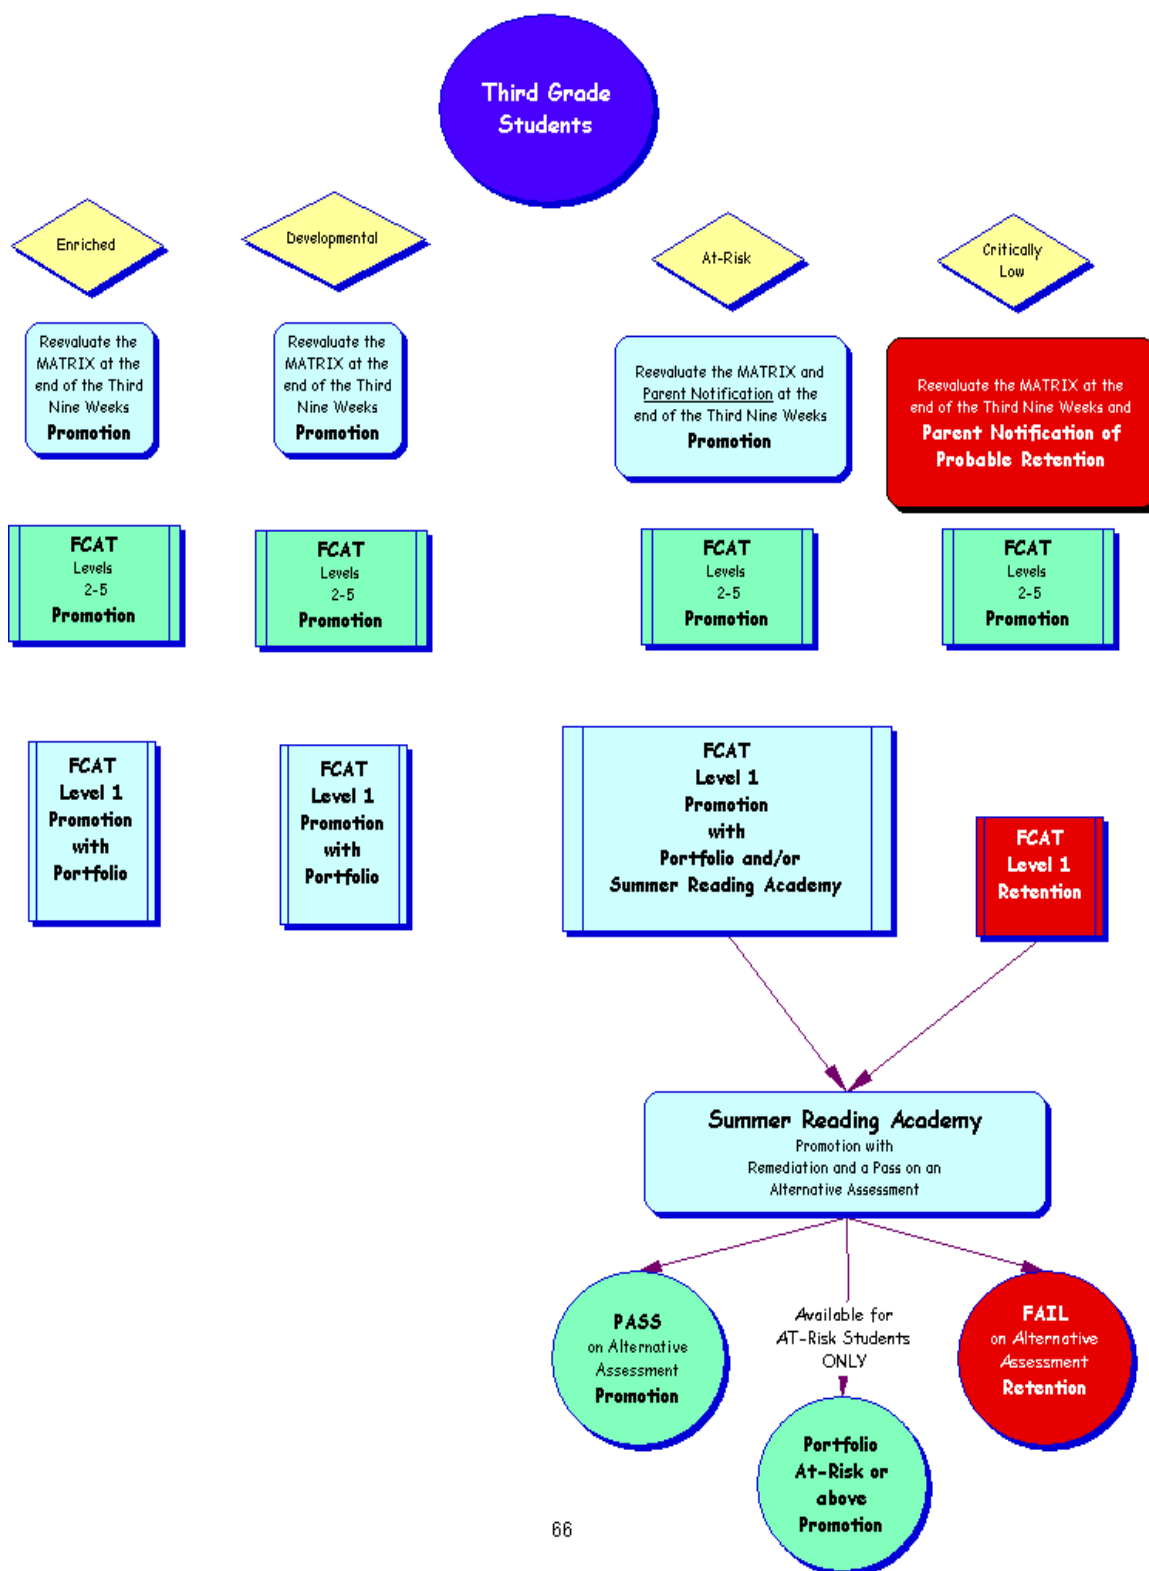 Third Grade
Students
Enriched
Developmental
At-Risk
Critically
Low
Reevaluate the
MATRIX at the
end of the Third
Nine Weeks
Promotion
Reevaluate the
MATRIX at the
end of the Third
Nine Weeks
Promotion
Reevaluate the MATRIX and
Parent Notification at the
end of the Third Nine Weeks
Promotion
Reevaluate the MATRIX at the
end of the Third Nine Weeks and
Parent Notification of
Probable Retention
FCAT
Levels
2-5
Promotion
FCAT
Levels
2-5
Promotion
FCAT
Levels
2-5
Promotion
FCAT
Levels
2-5
Promotion
FCAT
Level 1
Promotion
with
Portfolio
FCAT
Level 1
Promotion
with
Portfolio
FCAT
Level 1
Promotion
with
Portfolio and/or
Summer Reading Academy
FCAT
Level 1
Retention
Summer Reading Academy
Promotion with
Remediation and a Pass on an
Alternative Assessment
PASS
on Alternative
Assessment
Promotion
Available for
AT-Risk Students
ONLY
FAIL
on Alternative
Assessment
Retention
Portfolio
At-Risk or
above
Promotion
66